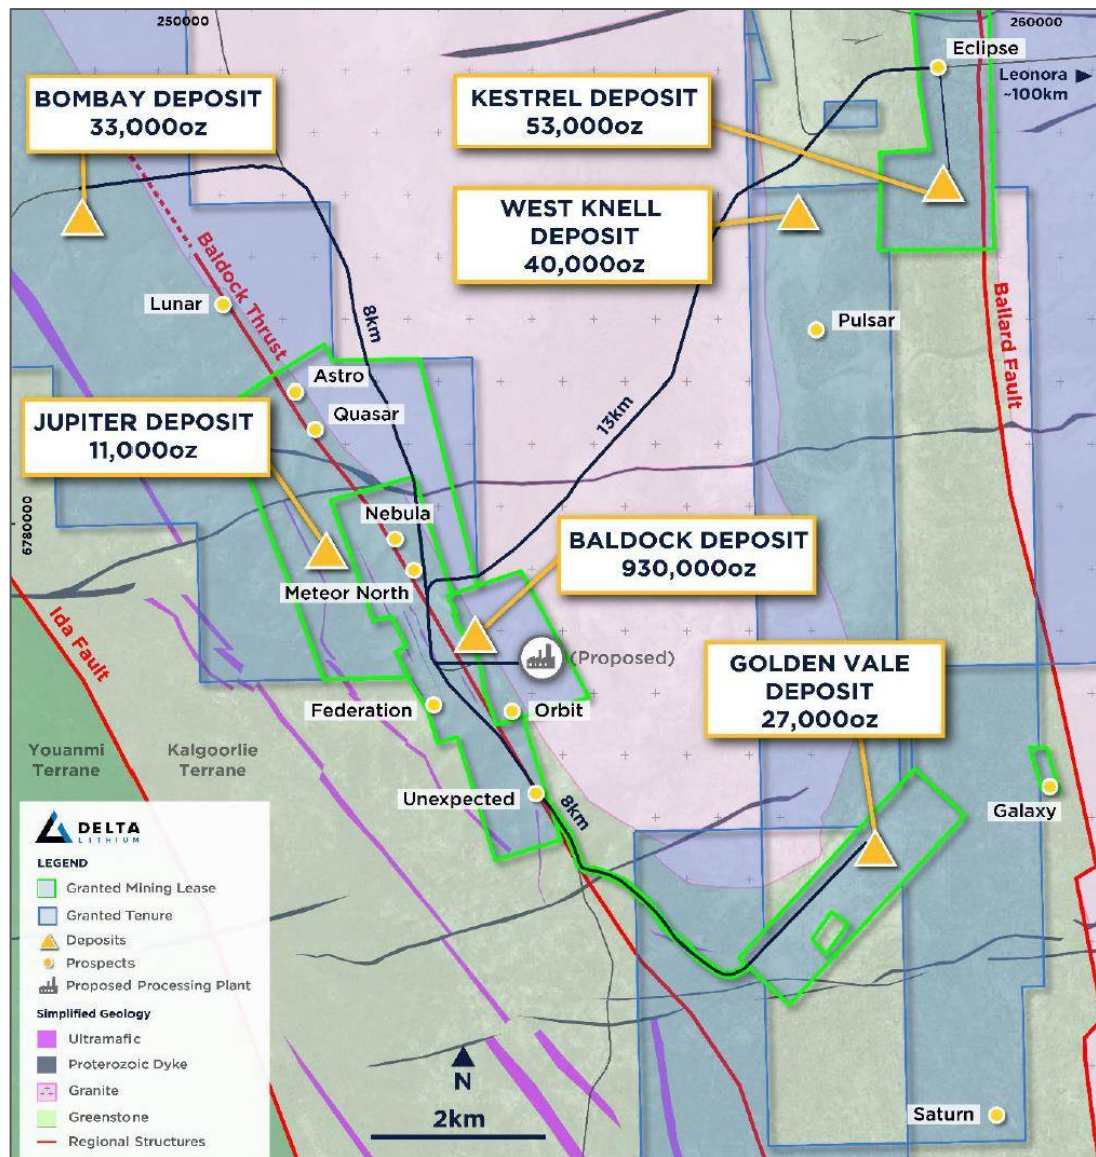 250000
260000
Eclipse
Leonora
~100km
BOMBAY DEPOSIT
33,000oz
KESTREL DEPOSIT
53,000oz
WEST KNELL
DEPOSIT
40,000oz
Baldock Thrust
Lunar
8km
Pulsar
Ballard Fault
Astro
Quasar
13km
JUPITER DEPOSIT
11,000oz
6780000
Nebula
BALDOCK DEPOSIT
930,000oz
Meteor North
Ida Fault
(Proposed)
GOLDEN VALE
DEPOSIT
27,000oz
Federation
Orbit
Youanmi
Terrane
Kalgoorlie
Terrane
Unexpected
8km
Galaxy
DELTA
LITHIUM
LEGEND
Granted Mining Lease
Granted Tenure
Deposits
Prospects
Proposed Processing Plant
Simplified Geology
Ultramafic
Proterozoic Dyke
Granite
Greenstone
Regional Structures
N
2km
Saturn